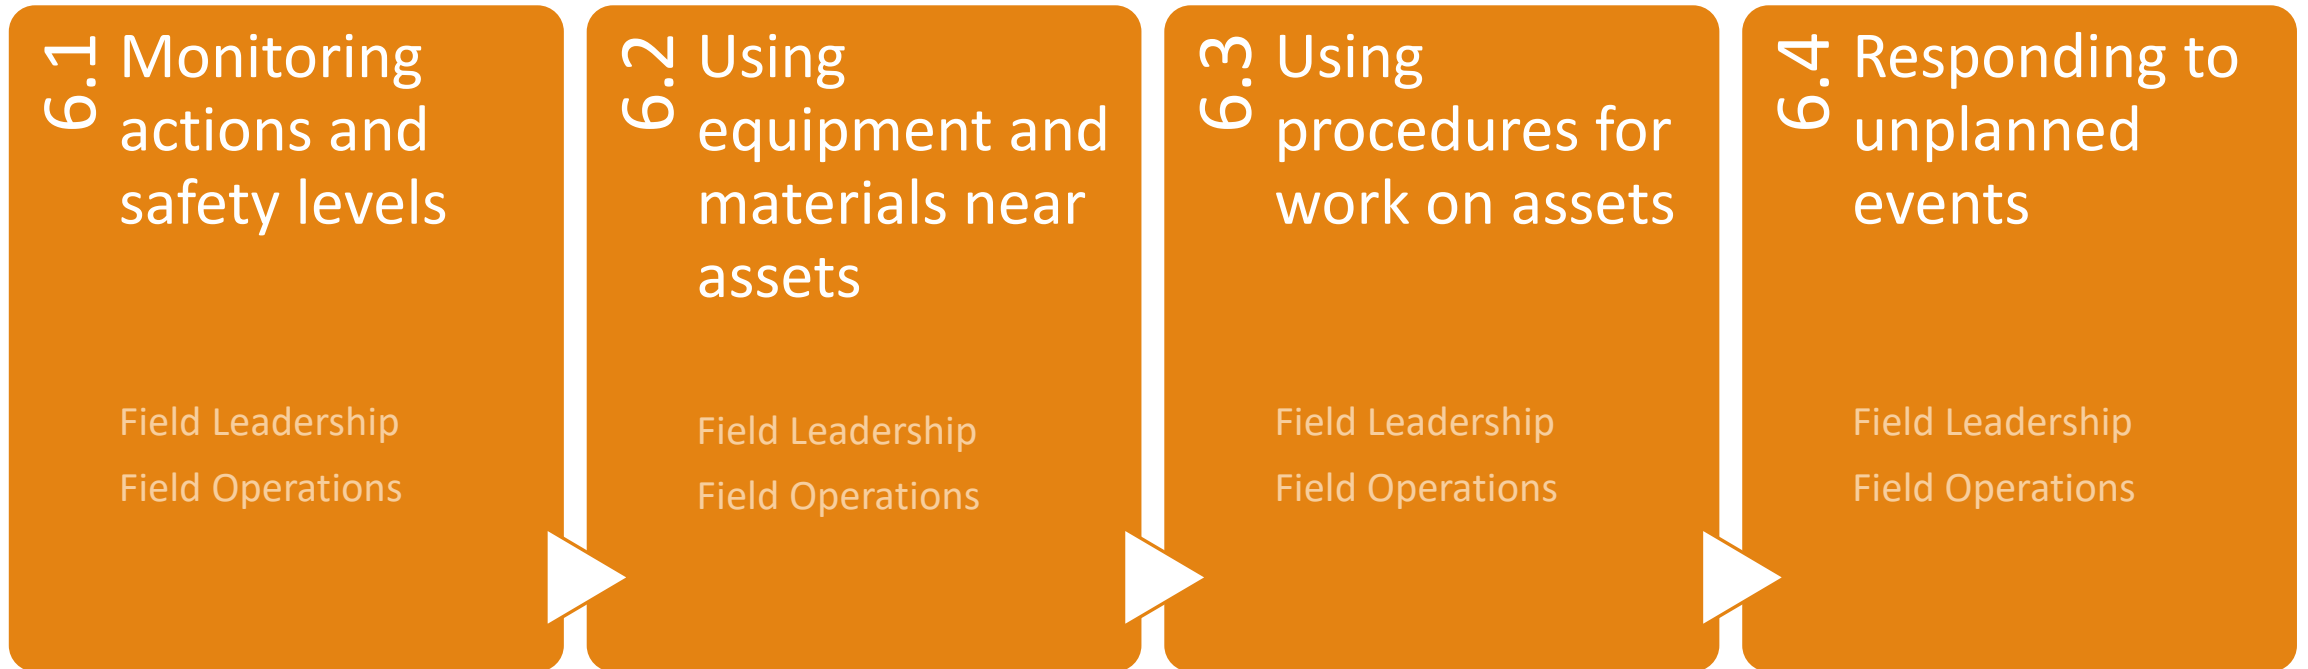 6.1
Monitoring
actions and
safety levels
Field Leadership
Field Operations
6.2
Using
equipment and
materials near
assets
Field Leadership
Field Operations
6.3
Using
procedures for
work on assets
Field Leadership
Field Operations
6.4
Responding to
unplanned
events
Field Leadership
Field Operations